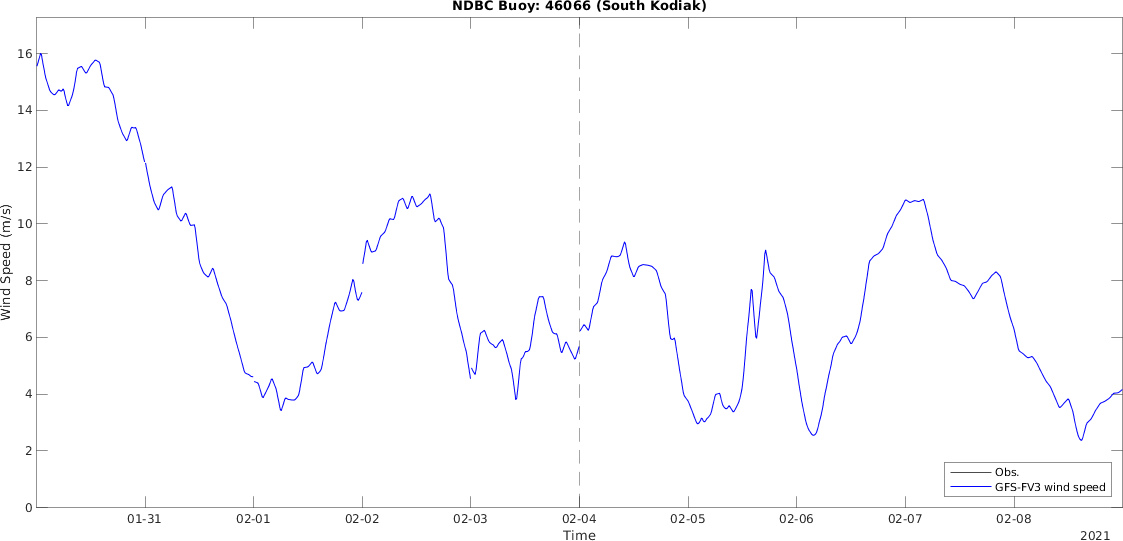 NDBC Buoy: 46066 (South Kodiak)
16
14
12
10
8
6
4
2
0
Wind Speed (m/s)
Obs.
GFS-FV3 wind speed
01-31 02-01 02-02 02-03 02-04 02-05 02-06 02-07 02-08
Time
2021